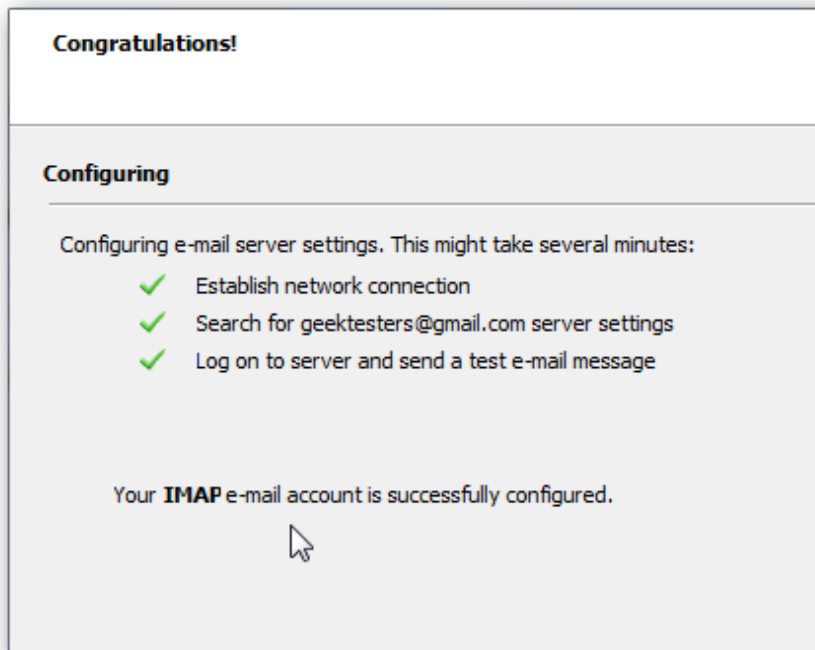 Congratulations!
Configuring
Configuring e-mail server settings. This might take several minutes:
Establish network connection
Search for geektesters@gmail.com server settings
Log on to server and send a test e-mail message
Your IMAP e-mail account is successfully configured.